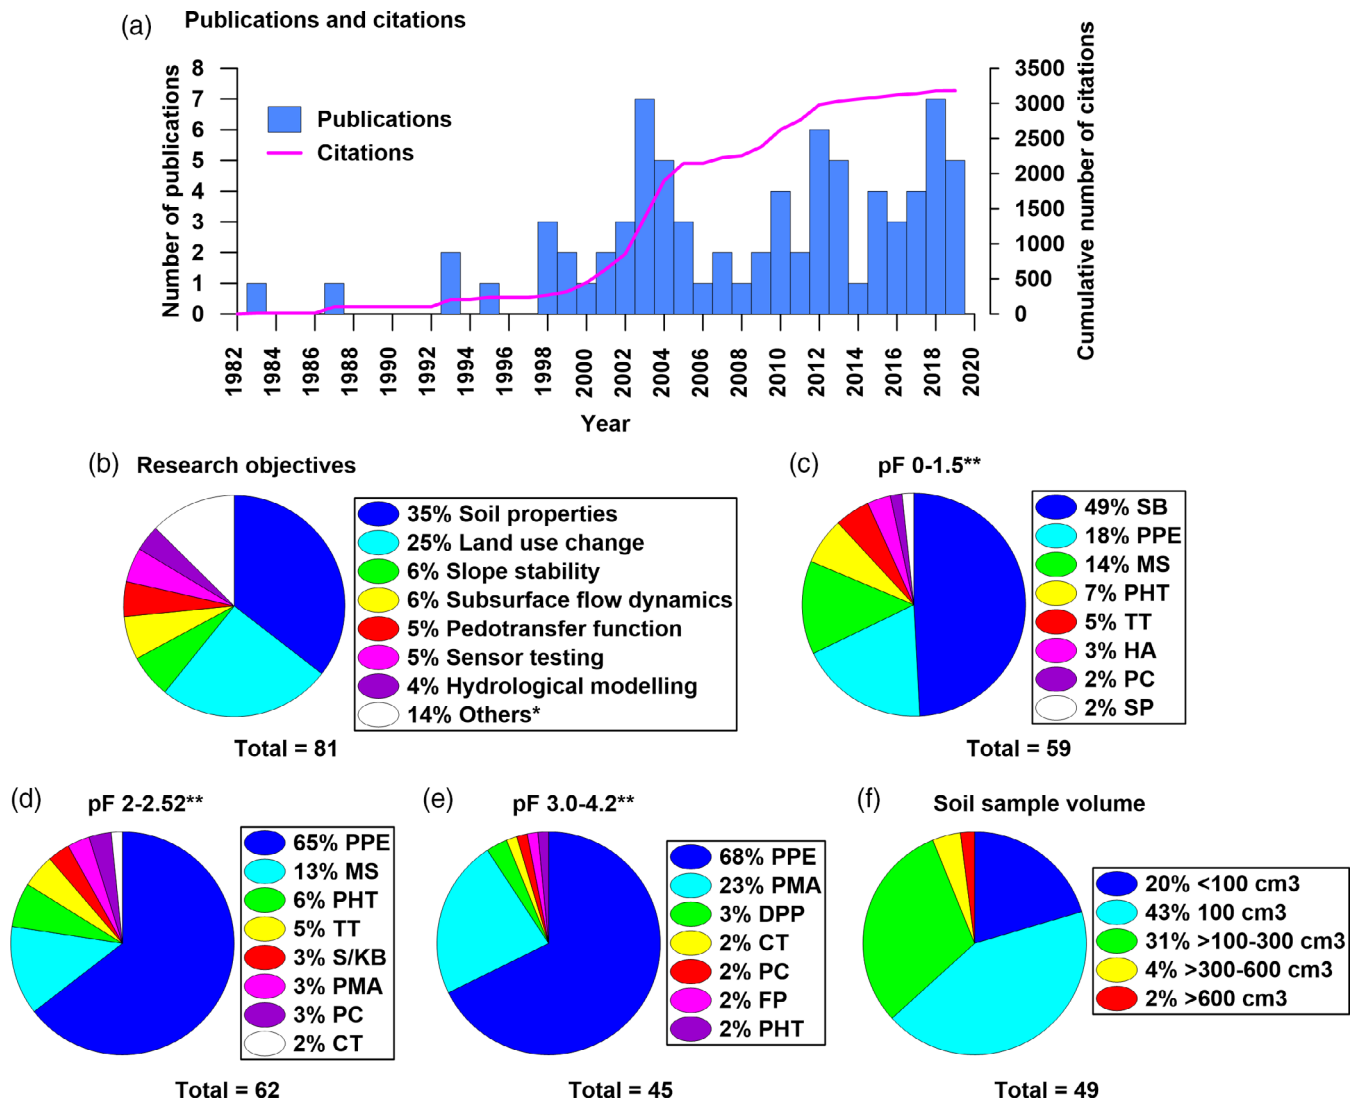 (a) Publications and citations
Number of publications
8
7
6
5
4
3
2
1
0
Publications
Citations
3500
3000
2500
2000
1500
1000
500
0
Cumulative number of citations
1982 1984 1986 1988 1990 1992 1994 1996 1998 2000 2002 2004 2006 2008 2010 2012 2014 2016 2018 2020
Year
(b) Research objectives
35% Soil properties
25% Land use change
6% Slope stability
6% Subsurface flow dynamics
5% Pedotransfer function
5% Sensor testing
4% Hydrological modelling
14% Others*
Total = 81
(c) pF 0-1.5**
49% SB
18% PPE
14% MS
7% PHT
5% TT
3% HA
2% PC
2% SP
Total = 59
(d) pF 2-2.52**
65% PPE
13% MS
6% PHT
5% TT
3% S/KB
3% PMA
3% PC
2% CT
Total = 62
(e) pF 3.0-4.2**
68% PPE
23% PMA
3% DPP
2% CT
2% PC
2% FP
2% PHT
Total = 45
(f) Soil sample volume
20% <100 cm3
43% 100 cm3
31% >100-300 cm3
4% >300-600 cm3
2% >600 cm3
Total = 49